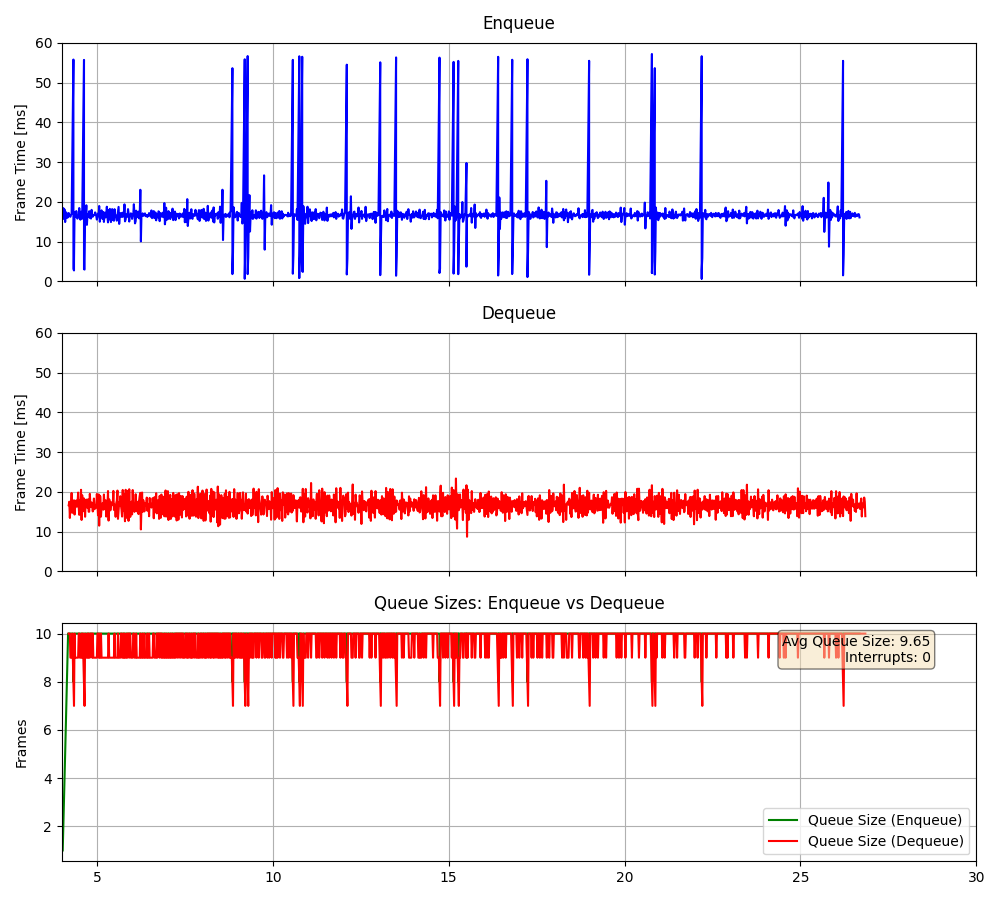 Enqueue
60
50
40
30
20
10
0
Frame Time [ms]
5
10
15
20
25
30
Dequeue
60
50
40
30
20
10
0
Frame Time [ms]
Queue Sizes: Enqueue vs Dequeue
10
8
6
4
2
Frames
Avg Queue Size: 9.65
Interrupts: 0
Queue Size (Enqueue)
Queue Size (Dequeue)